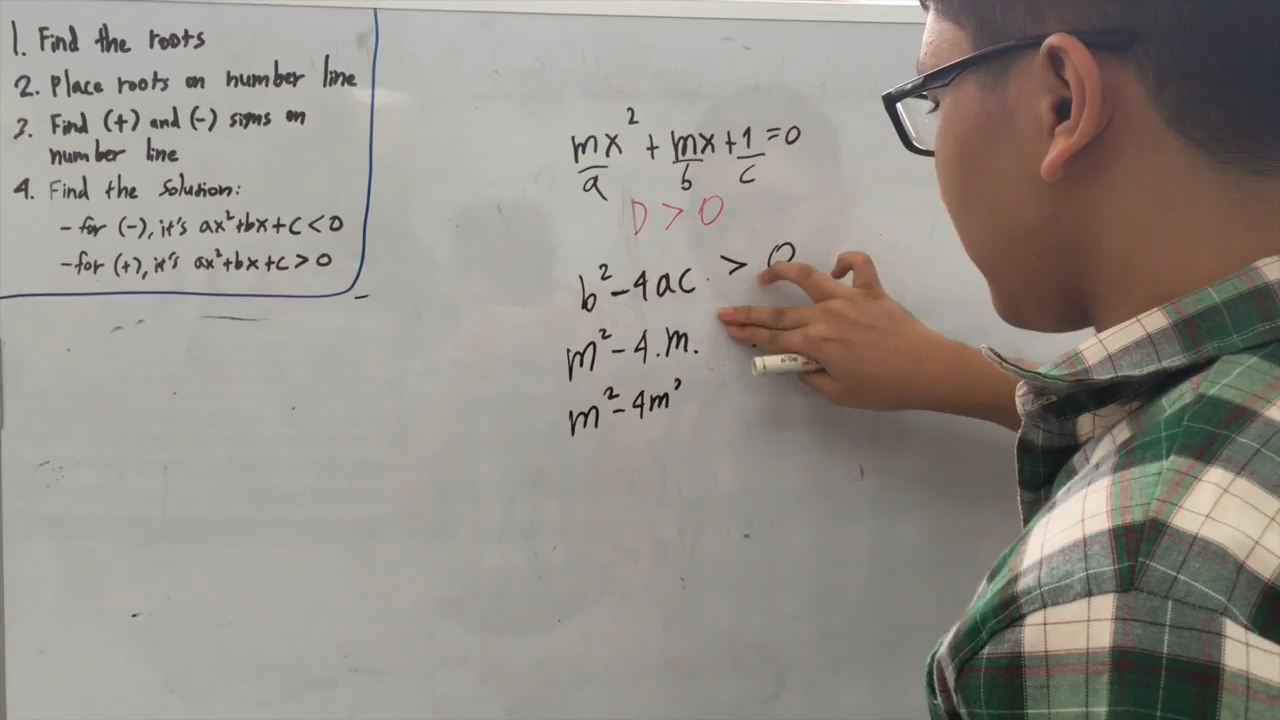 1. Find the roots
2. Place roots on number line
3. Find (+) and (-) signs on
number line
4. Find the solution:
- for (-), it's ax²+bx+c<0
- for (+), it's ax²+bx+c>0
mx² + mx + 1 = 0
a b c
D > 0
b² - 4ac > 0
m² - 4.m.
m² - 4m